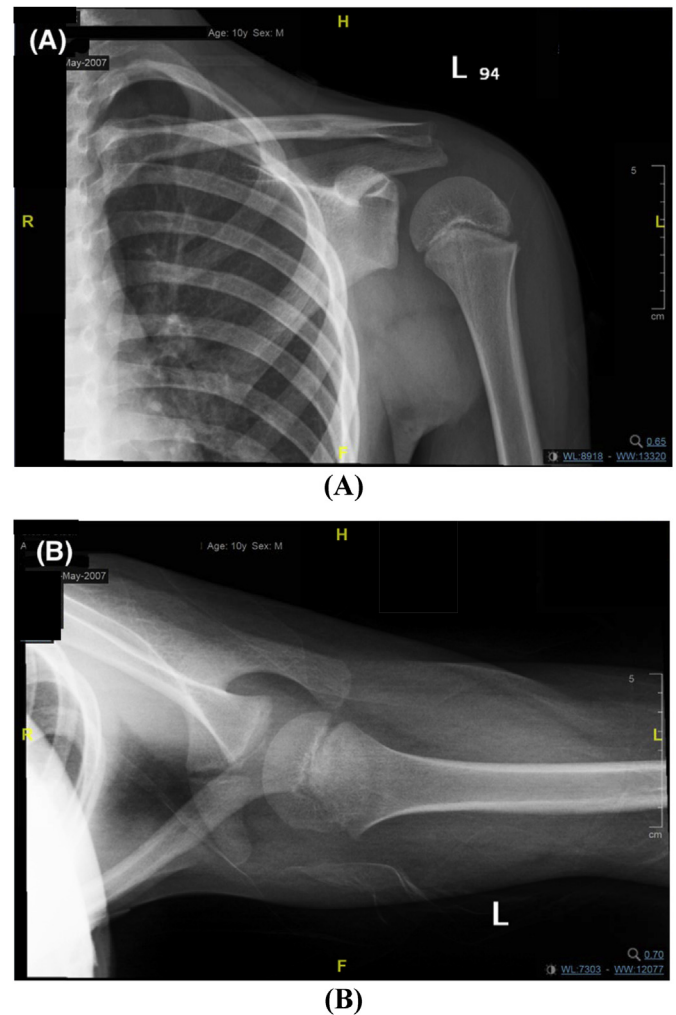 H
(A)
Age: 10y Sex: M
May-2007
L 94
5
R
L
cm
0.65
F
WL:8918 - WW:13320
(A)
H
A
(B)
Age: 10y Sex: M
-May-2007
5
R
L
cm
L
0.70
F
WL:7303 - WW:12077
(B)